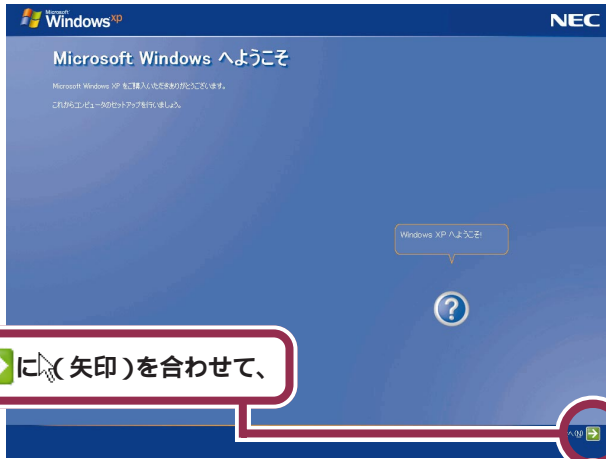 Microsoft
Windows xp
NEC
Microsoft Windows へようこそ
Microsoft Windows XP をご購入いただきありがとうございます。
これからコンピュータのセットアップを行いましょう。
Windows XP へようこそ!
に(矢印)を合わせて、
へ(N)